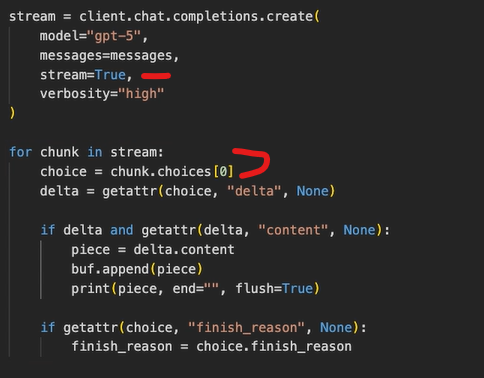 stream = client.chat.completions.create(
    model="gpt-5",
    messages=messages,
    stream=True,
    verbosity="high"
)
for chunk in stream:
    choice = chunk.choices[0]
    delta = getattr(choice, "delta", None)
    if delta and getattr(delta, "content", None):
        piece = delta.content
        buf.append(piece)
        print(piece, end="", flush=True)
    if getattr(choice, "finish_reason", None):
        finish_reason = choice.finish_reason